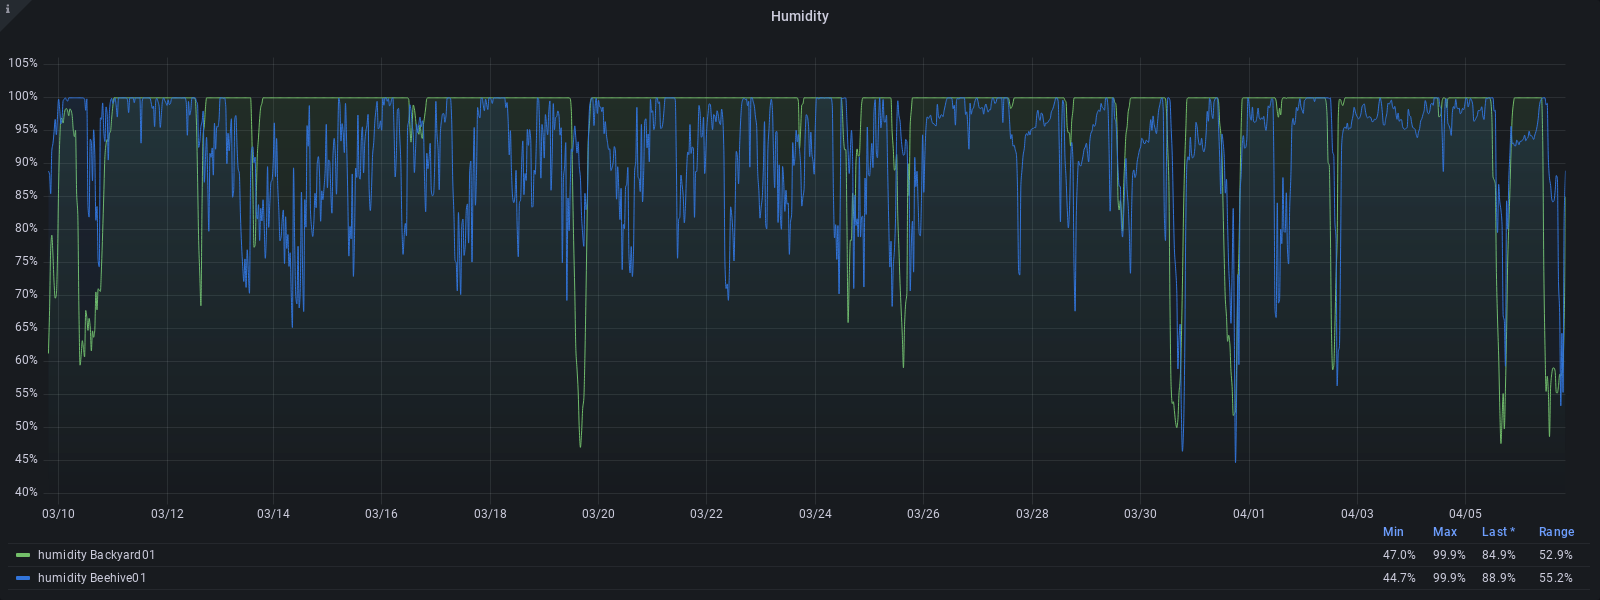 i
Humidity
105%
100%
95%
90%
85%
80%
75%
70%
65%
60%
55%
50%
45%
40%
03/10 03/12 03/14 03/16 03/18 03/20 03/22 03/24 03/26 03/28 03/30 04/01 04/03 04/05
Min Max Last * Range
humidity Backyard01 47.0% 99.9% 84.9% 52.9%
humidity Beehive01 44.7% 99.9% 88.9% 55.2%